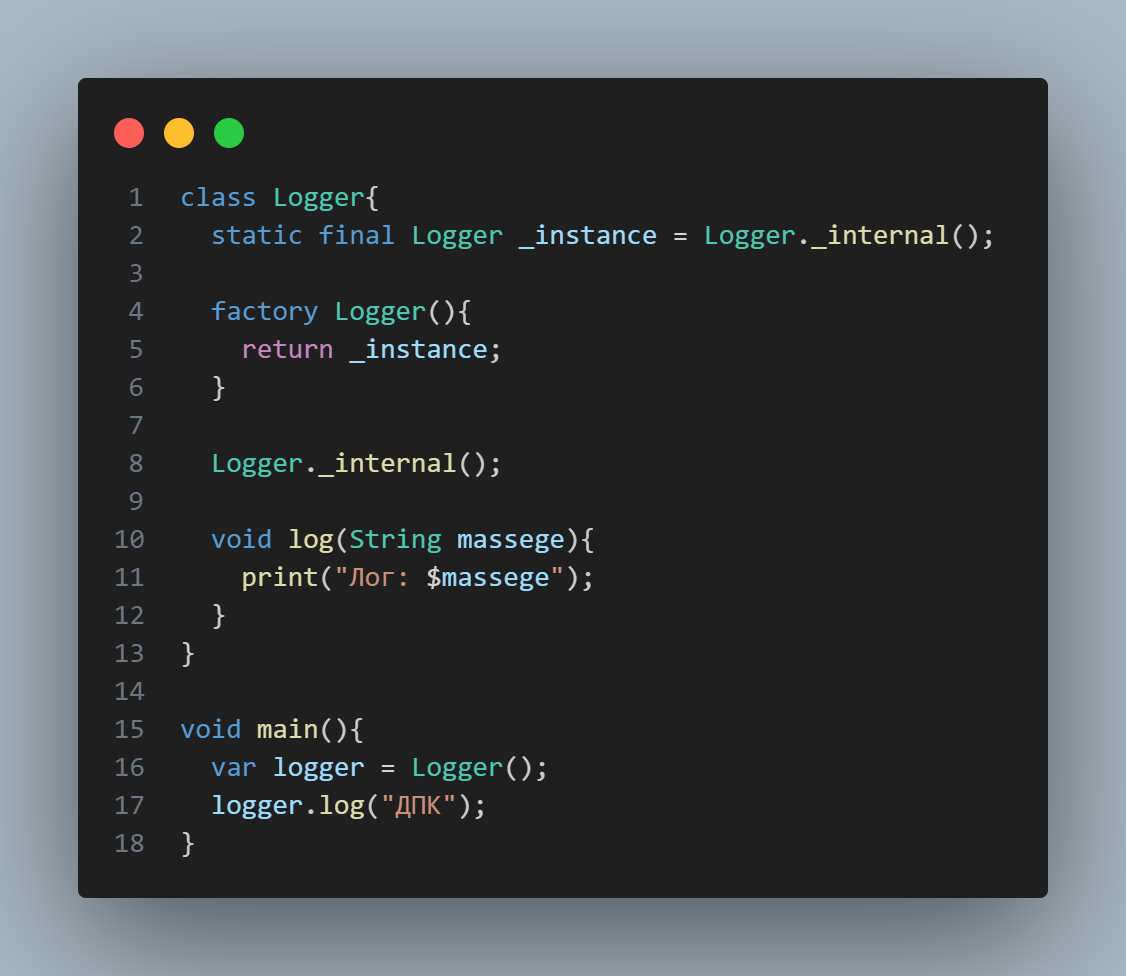 1 class Logger{
2   static final Logger _instance = Logger._internal();
3
4   factory Logger(){
5     return _instance;
6   }
7
8   Logger._internal();
9
10   void log(String massege){
11     print("Лог: $massege");
12   }
13 }
14
15 void main(){
16   var logger = Logger();
17   logger.log("ДПК");
18 }